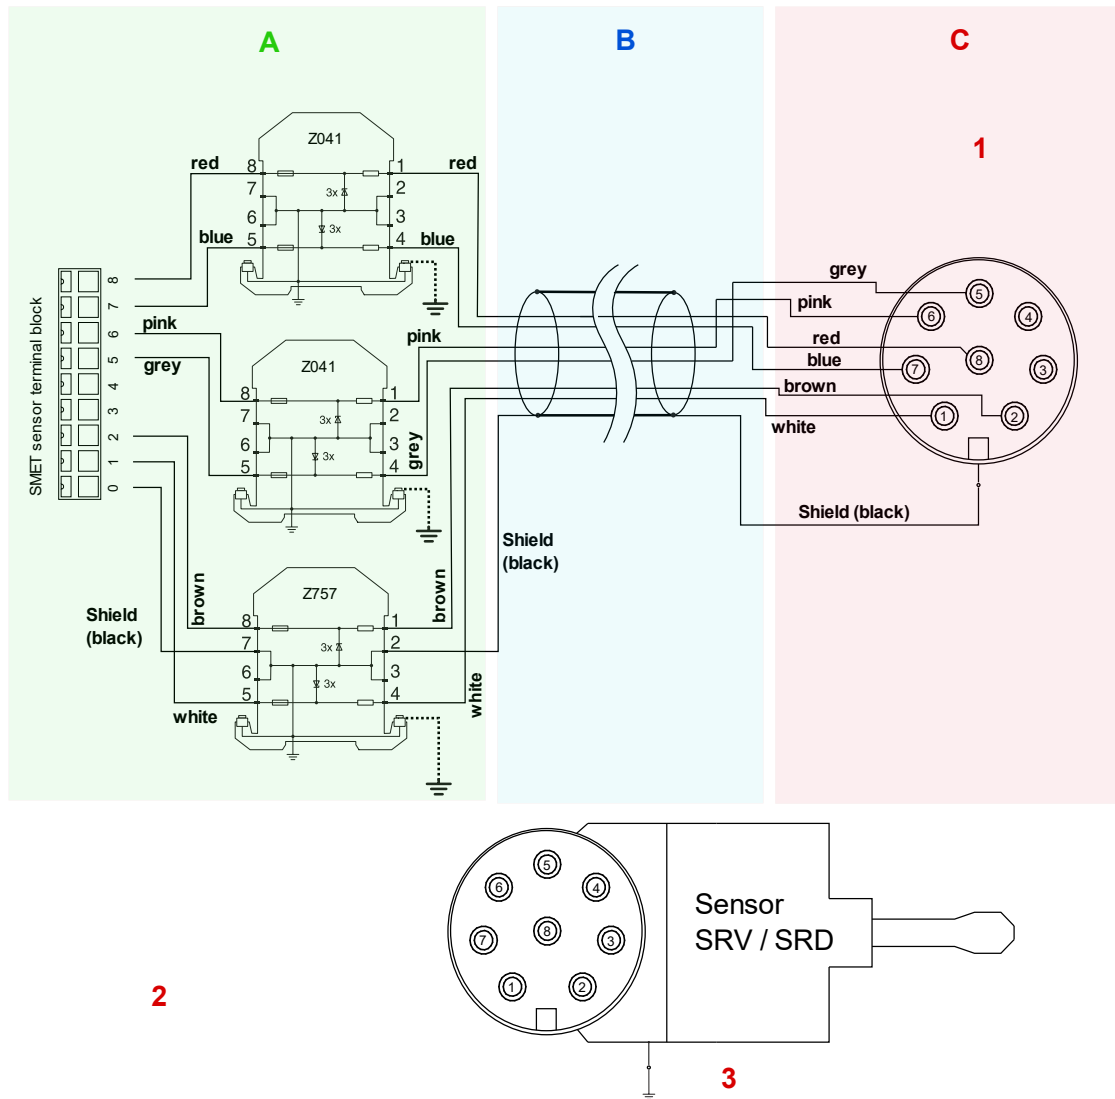 A
B
C
1
Z041
red
8
1
red
7
3x
2
6
3x
3
blue
5
4
blue
8
7
6
5
4
3
2
1
0
SMET sensor terminal block
pink
grey
Z041
pink
8
1
7
3x
2
6
3x
3
5
4
grey
Z757
brown
8
1
brown
Shield
(black)
7
3x
2
6
3x
3
5
4
white
white
Shield
(black)
grey
pink
red
blue
brown
white
Shield (black)
5
6
4
8
7
3
1
2
5
6
4
8
7
3
1
2
Sensor
SRV / SRD
2
3